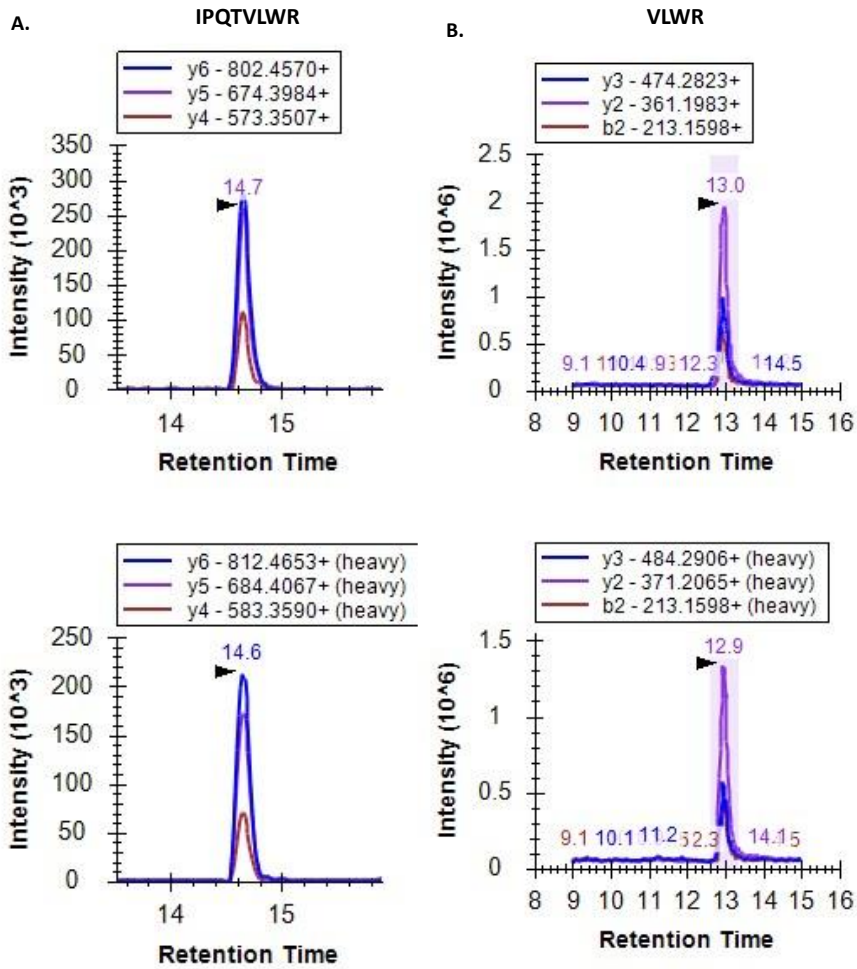 A.
IPQTVLWR
y6 - 802.4570+
y5 - 674.3984+
y4 - 573.3507+
350
300
250
200
150
100
50
0
Intensity (10^3)
14.7
14 15
Retention Time
B.
VLWR
y3 - 474.2823+
y2 - 361.1983+
b2 - 213.1598+
2.5
2
1.5
1
0.5
0
Intensity (10^6)
13.0
9.1 10.4 12.3 14.5
8 9 10 11 12 13 14 15 16
Retention Time
y6 - 812.4653+ (heavy)
y5 - 684.4067+ (heavy)
y4 - 583.3590+ (heavy)
250
200
150
100
50
0
Intensity (10^3)
14.6
14 15
Retention Time
y3 - 484.2906+ (heavy)
y2 - 371.2065+ (heavy)
b2 - 213.1598+ (heavy)
1.5
1
0.5
0
Intensity (10^6)
12.9
9.1 10.1 11.2 14.1
8 9 10 11 12 13 14 15 16
Retention Time